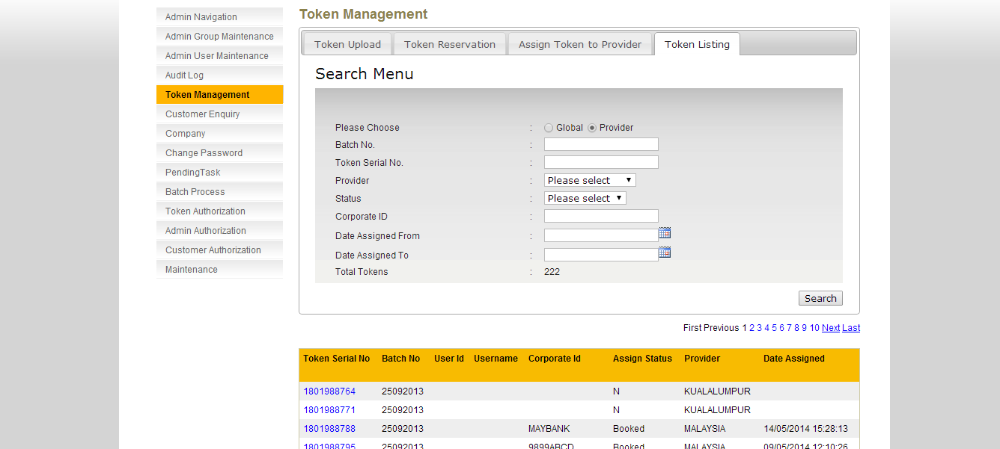 Admin Navigation
Admin Group Maintenance
Admin User Maintenance
Audit Log
Token Management
Customer Enquiry
Company
Change Password
PendingTask
Batch Process
Token Authorization
Admin Authorization
Customer Authorization
Maintenance
Token Management
Token Upload Token Reservation Assign Token to Provider Token Listing
Search Menu
Please Choose : Global Provider
Batch No. :
Token Serial No. :
Provider : Please select
Status : Please select
Corporate ID :
Date Assigned From :
Date Assigned To :
Total Tokens : 222
Search
First Previous 1 2 3 4 5 6 7 8 9 10 Next Last
Token Serial No Batch No User Id Username Corporate Id Assign Status Provider Date Assigned
1801988764 25092013 N KUALALUMPUR
1801988771 25092013 N KUALALUMPUR
1801988788 25092013 MAYBANK Booked MALAYSIA 14/05/2014 15:28:13
1801988795 25092013 9899ABCD Booked MALAYSIA 09/05/2014 12:10:26